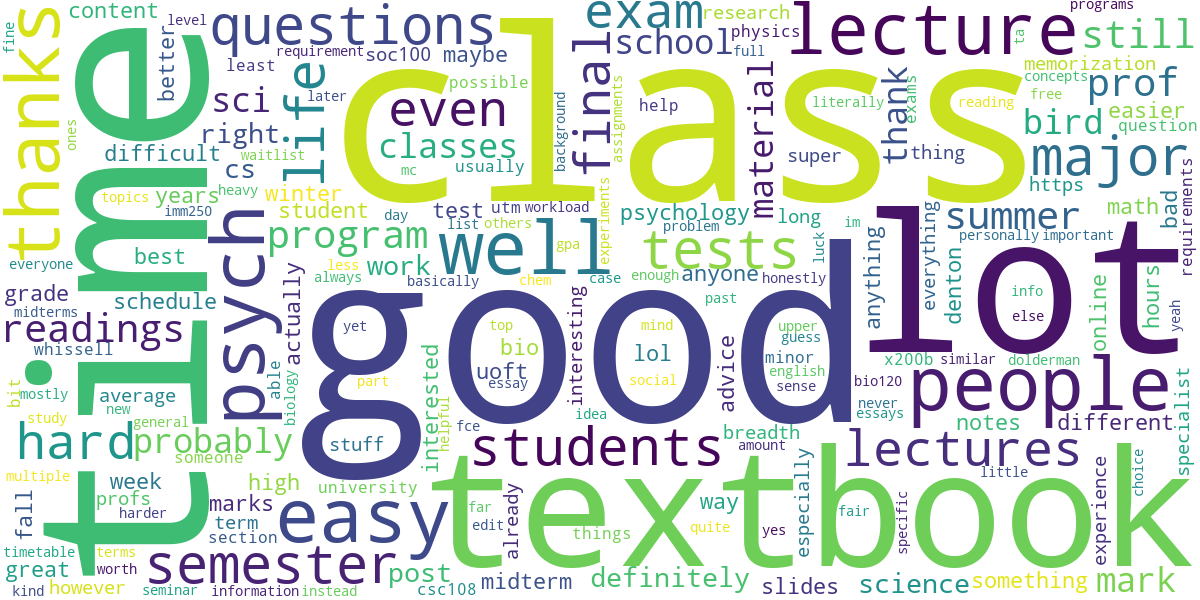 content
level
fine
thanks
time
better
questions
requirement
soc100
maybe
least
exam
research
programs
physics
full
school
lecture
ta
still
memorization
concepts
prof
free
reading
easier
question
bird
major
https
thank
exams
literally
help
material
final
assignments
background
possible
even
life
later
sci
right
classes
mc
usually
class
super
thing
ones
difficult
cs
waitlist
heavy
winter
topics
years
imm250
student
day
test
list
utm
others
workload
gpa
experiments
psychology
problem
long
im
math
bad
requirements
summer
personally
important
everyone
best
psych
program
always
less
work
well
basically
chem
case
tests
enough
anyone
luck
honestly
anything
everything
denton
lot
info
else
online
hours
yeah
grade
midterms
readings
schedule
actually
whissell
bit
mostly
average
new
able
biology
yet
part
good
top
bio
uoft
essay
interesting
lol
mind
social
past
advice
upper
guess
minor
english
sense
x200b
similar
dolderman
bio120
never
essays
people
notes
different
specialist
study
general
hard
probably
someone
stuff
interested
helpful
fce
idea
students
breadth
amount
lectures
little
multiple
week
high
university
fall
profs
harder
marks
term
section
easy
far
edit
already
textbook
things
way
quite
yes
especially
fair
specific
experience
choice
timetable
terms
great
worth
kind
however
semester
seminar
information
instead
post
csc108
midterm
definitely
slides
science
something
mark